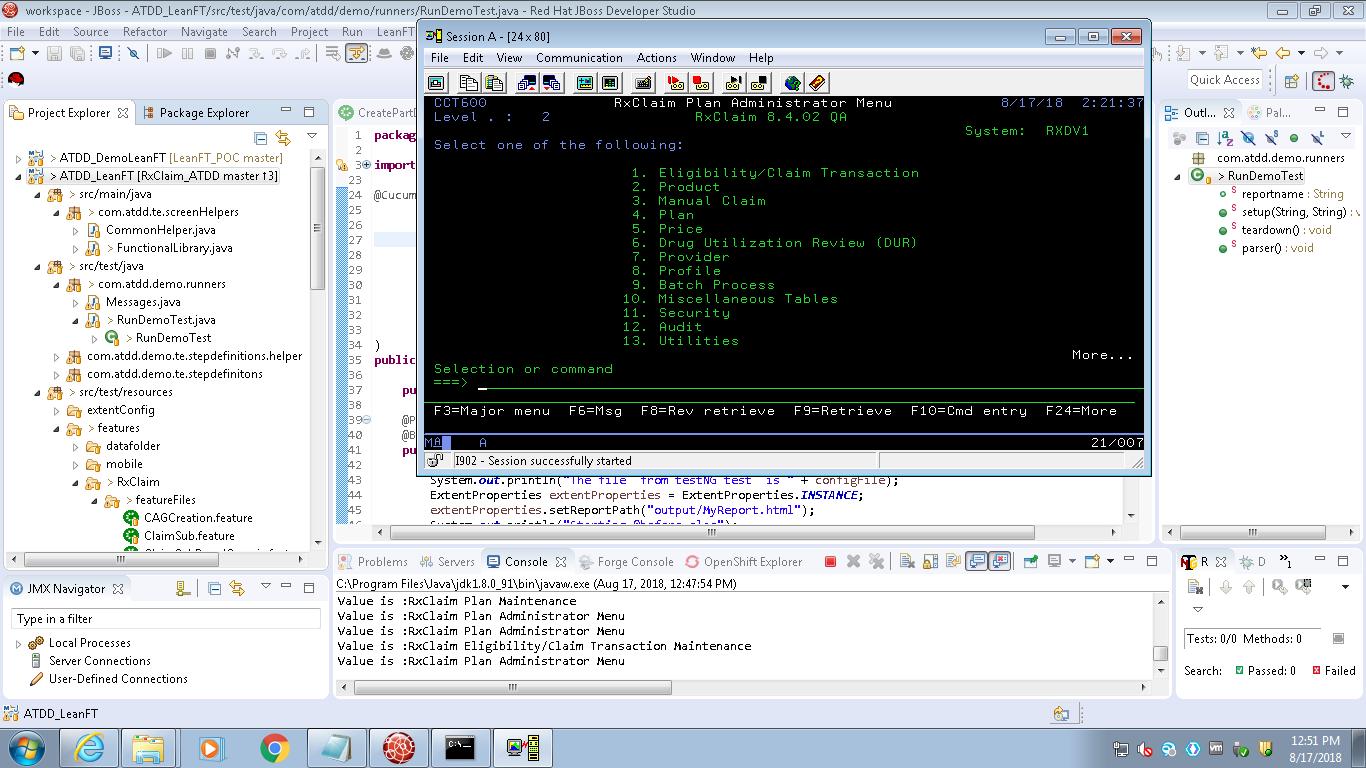 workspace - JBoss - ATDD_LeanFT/src/test/java/com/atdd/demo/runners/RunDemoTest.java - Red Hat JBoss Developer Studio
File Edit Source Refactor Navigate Search Project Run LeanFT
Quick Access
Project Explorer
Package Explorer
> ATDD_DemoLeanFT [LeanFT_POC master]
> ATDD_LeanFT [RxClaim_ATDD master ↑3]
> src/main/java
> com.atdd.te.screenHelpers
CommonHelper.java
> FunctionalLibrary.java
> src/test/java
> com.atdd.demo.runners
Messages.java
> RunDemoTest.java
> RunDemoTest
com.atdd.demo.te.stepdefinitions.helper
com.atdd.demo.te.stepdefinitons
> src/test/resources
extentConfig
> features
datafolder
mobile
> RxClaim
> featureFiles
CAGCreation.feature
ClaimSub.feature
CreatePart
1 packag
2
3 import
23
24 @Cucum
25
26
27
28
29
30
31
32
33
34 )
35 public
36
37 pu
38
39 @P
40 @B
41 pu
43 System.out.println("The file from testNG test is " + configFile);
44 ExtentProperties extentProperties = ExtentProperties.INSTANCE;
45 extentProperties.setReportPath("output/MyReport.html");
46
Session A - [24 x 80]
File Edit View Communication Actions Window Help
CCT600 RxClaim Plan Administrator Menu 8/17/18 2:21:37
Level . : 2 RxClaim 8.4.02 QA
System: RXDV1
Select one of the following:
1. Eligibility/Claim Transaction
2. Product
3. Manual Claim
4. Plan
5. Price
6. Drug Utilization Review (DUR)
7. Provider
8. Profile
9. Batch Process
10. Miscellaneous Tables
11. Security
12. Audit
13. Utilities
More...
Selection or command
===>
F3=Major menu F6=Msg F8=Rev retrieve F9=Retrieve F10=Cmd entry F24=More
MA A 21/007
I902 - Session successfully started
Outl...
Pal...
com.atdd.demo.runners
> RunDemoTest
reportname : String
setup(String, String) : v
teardown() : void
parser() : void
JMX Navigator
Type in a filter
Local Processes
Server Connections
User-Defined Connections
Problems Servers Console Forge Console OpenShift Explorer
C:\Program Files\Java\jdk1.8.0_91\bin\javaw.exe (Aug 17, 2018, 12:47:54 PM)
Value is :RxClaim Plan Maintenance
Value is :RxClaim Plan Administrator Menu
Value is :RxClaim Plan Administrator Menu
Value is :RxClaim Eligibility/Claim Transaction Maintenance
Value is :RxClaim Plan Administrator Menu
R
»1
Tests: 0/0 Methods: 0
Search: Passed: 0 Failed
ATDD_LeanFT
12:51 PM
8/17/2018